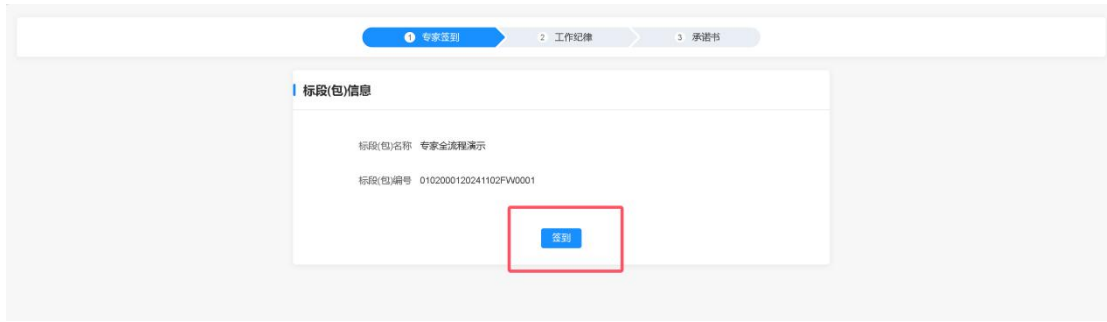 1 专家签到 2 工作纪律 3 承诺书
标段(包)信息
标段(包)名称 专家全流程演示
标段(包)编号 0102000120241102FW0001
签到